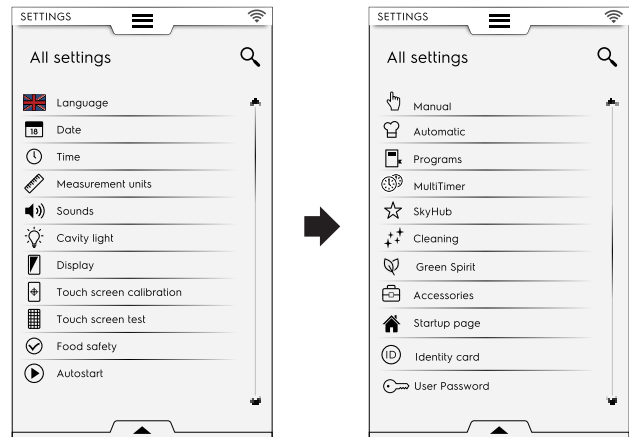 SETTINGS
All settings
Language
18
Date
Time
Measurement units
Sounds
Cavity light
Display
Touch screen calibration
Touch screen test
Food safety
Autostart
SETTINGS
All settings
Manual
Automatic
Programs
MultiTimer
SkyHub
Cleaning
Green Spirit
Accessories
Startup page
ID
Identity card
User Password